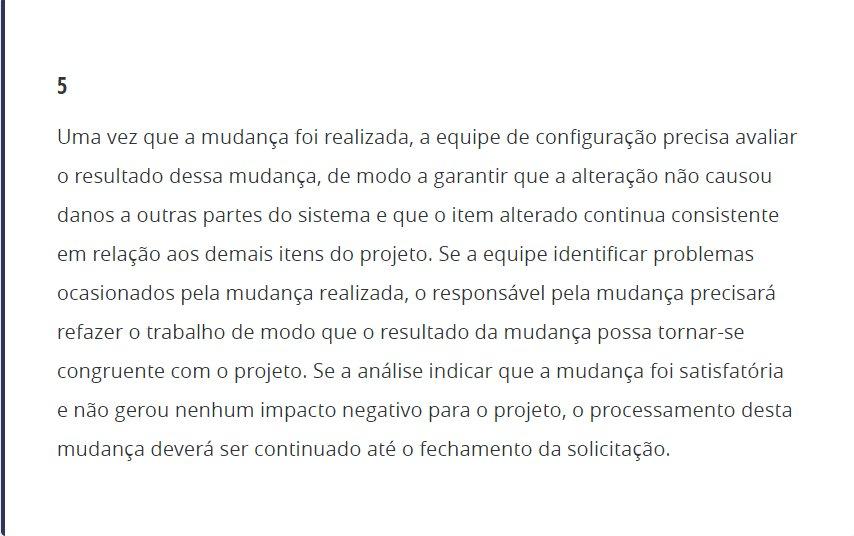 5
Uma vez que a mudança foi realizada, a equipe de configuração precisa avaliar
o resultado dessa mudança, de modo a garantir que a alteração não causou
danos a outras partes do sistema e que o item alterado continua consistente
em relação aos demais itens do projeto. Se a equipe identificar problemas
ocasionados pela mudança realizada, o responsável pela mudança precisará
refazer o trabalho de modo que o resultado da mudança possa tornar-se
congruente com o projeto. Se a análise indicar que a mudança foi satisfatória
e não gerou nenhum impacto negativo para o projeto, o processamento desta
mudança deverá ser continuado até o fechamento da solicitação.